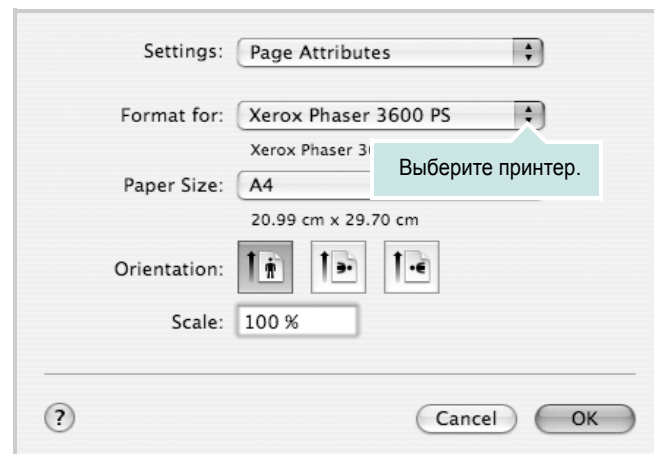 Settings: Page Attributes
Format for: Xerox Phaser 3600 PS
Xerox Phaser
Выберите принтер.
Paper Size: A4
20.99 cm x 29.70 cm
Orientation:
Scale: 100 %
? Cancel OK